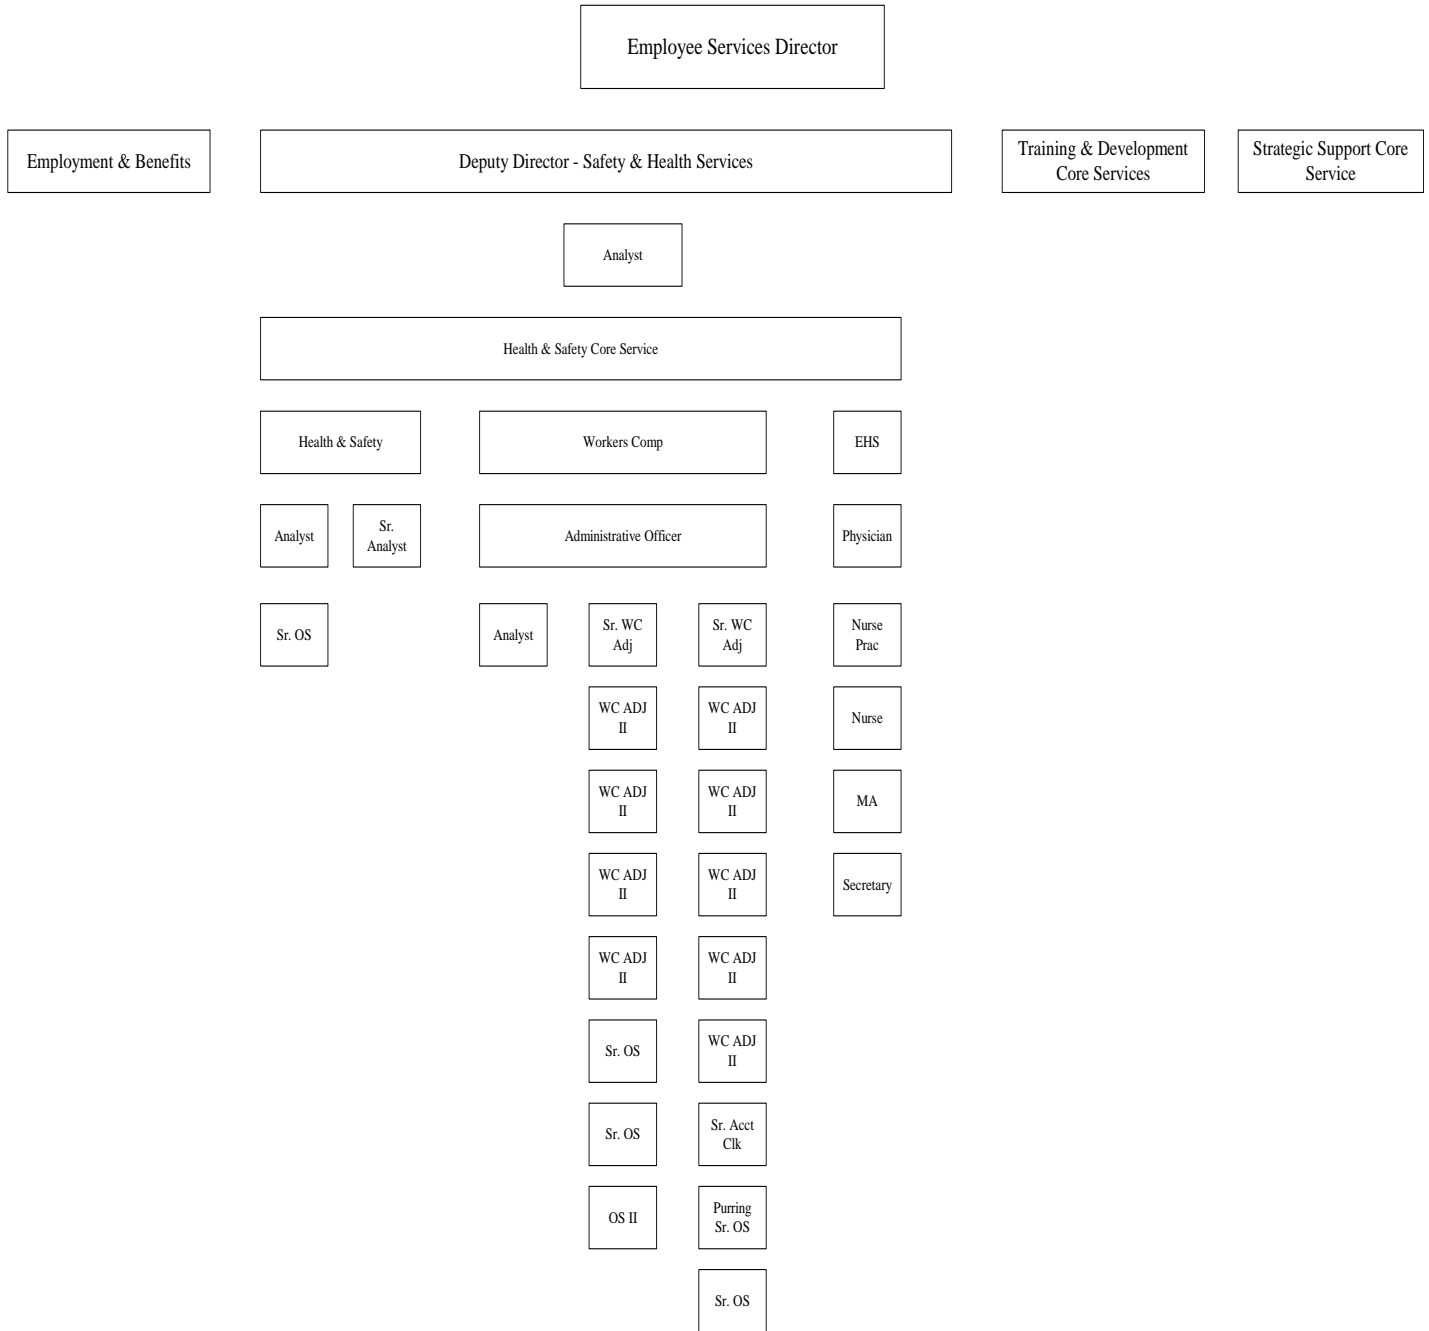 Employee Services Director
Employment & Benefits
Deputy Director - Safety & Health Services
Training & Development
Core Services
Strategic Support Core
Service
Analyst
Health & Safety Core Service
Health & Safety
Workers Comp
EHS
Analyst
Sr.
Analyst
Administrative Officer
Physician
Sr. OS
Analyst
Sr. WC
Adj
Sr. WC
Adj
Nurse
Prac
WC ADJ
II
WC ADJ
II
Nurse
WC ADJ
II
WC ADJ
II
MA
WC ADJ
II
WC ADJ
II
Secretary
WC ADJ
II
WC ADJ
II
Sr. OS
WC ADJ
II
Sr. OS
Sr. Acct
Clk
OS II
Purring
Sr. OS
Sr. OS